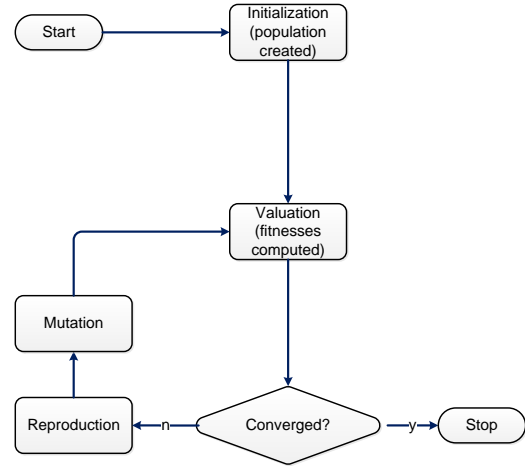 Start
Initialization
(population
created)
Valuation
(fitnesses
computed)
Mutation
Reproduction
n
Converged?
y
Stop